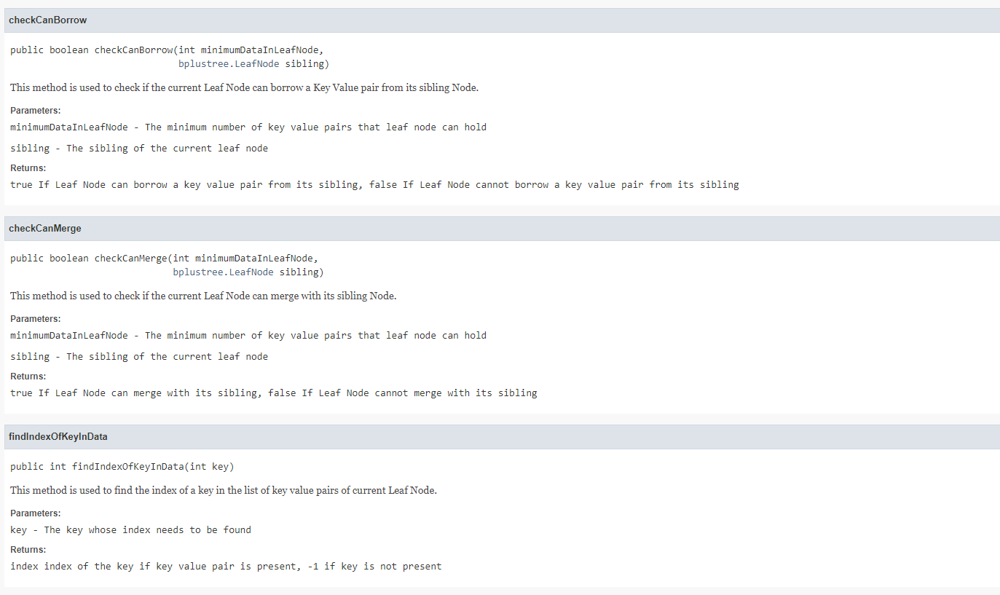 checkCanBorrow
public boolean checkCanBorrow(int minimumDataInLeafNode,
bplustree.LeafNode sibling)
This method is used to check if the current Leaf Node can borrow a Key Value pair from its sibling Node.
Parameters:
minimumDataInLeafNode - The minimum number of key value pairs that leaf node can hold
sibling - The sibling of the current leaf node
Returns:
true If Leaf Node can borrow a key value pair from its sibling, false If Leaf Node cannot borrow a key value pair from its sibling
checkCanMerge
public boolean checkCanMerge(int minimumDataInLeafNode,
bplustree.LeafNode sibling)
This method is used to check if the current Leaf Node can merge with its sibling Node.
Parameters:
minimumDataInLeafNode - The minimum number of key value pairs that leaf node can hold
sibling - The sibling of the current leaf node
Returns:
true If Leaf Node can merge with its sibling, false If Leaf Node cannot merge with its sibling
findIndexOfKeyInData
public int findIndexOfKeyInData(int key)
This method is used to find the index of a key in the list of key value pairs of current Leaf Node.
Parameters:
key - The key whose index needs to be found
Returns:
index index of the key if key value pair is present, -1 if key is not present